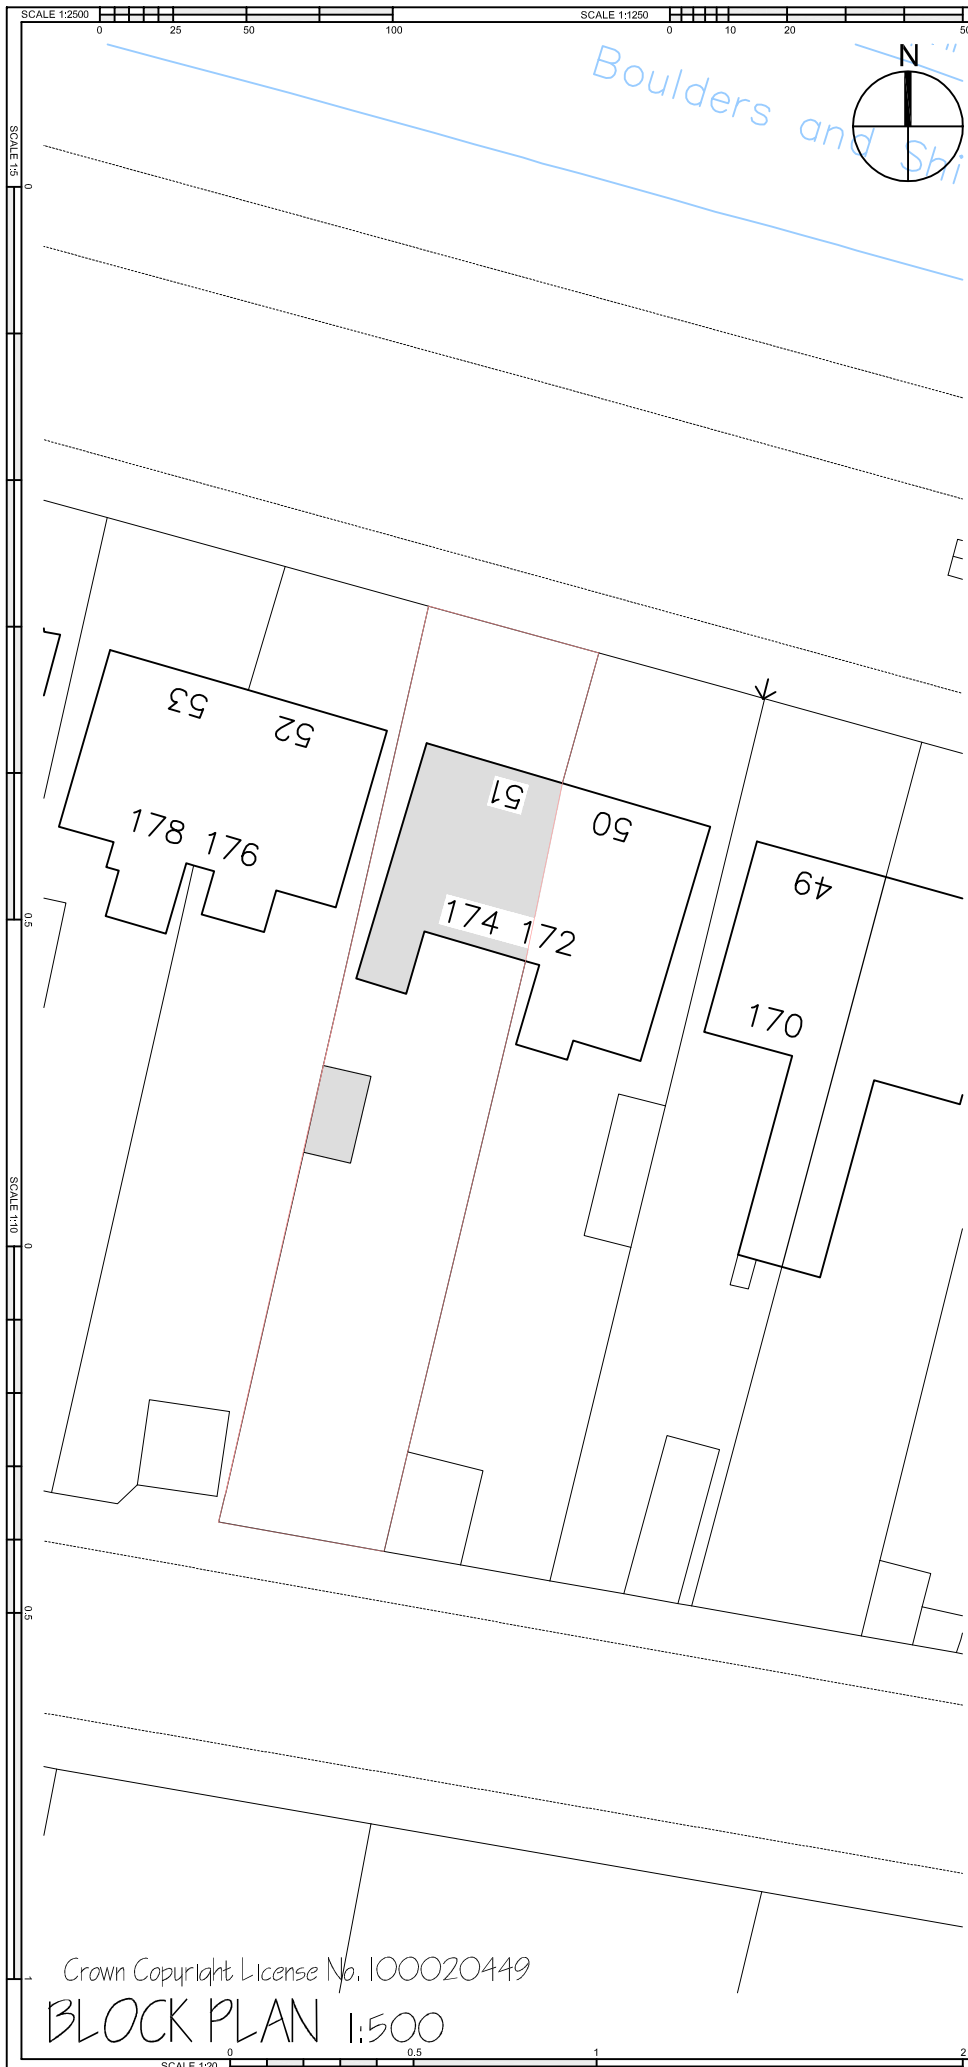 SCALE 1:2500
0 25 50 100
SCALE 1:1250
0 10 20 50
N
Boulders and Shi
SCALE 1:5
0
53
52
51
50
49
178 176
174 172
170
0.5
SCALE 1:10
0
0.5
1
Crown Copyright License No. 100020449
BLOCK PLAN 1:500
SCALE 1:20
0 0.5 1 2